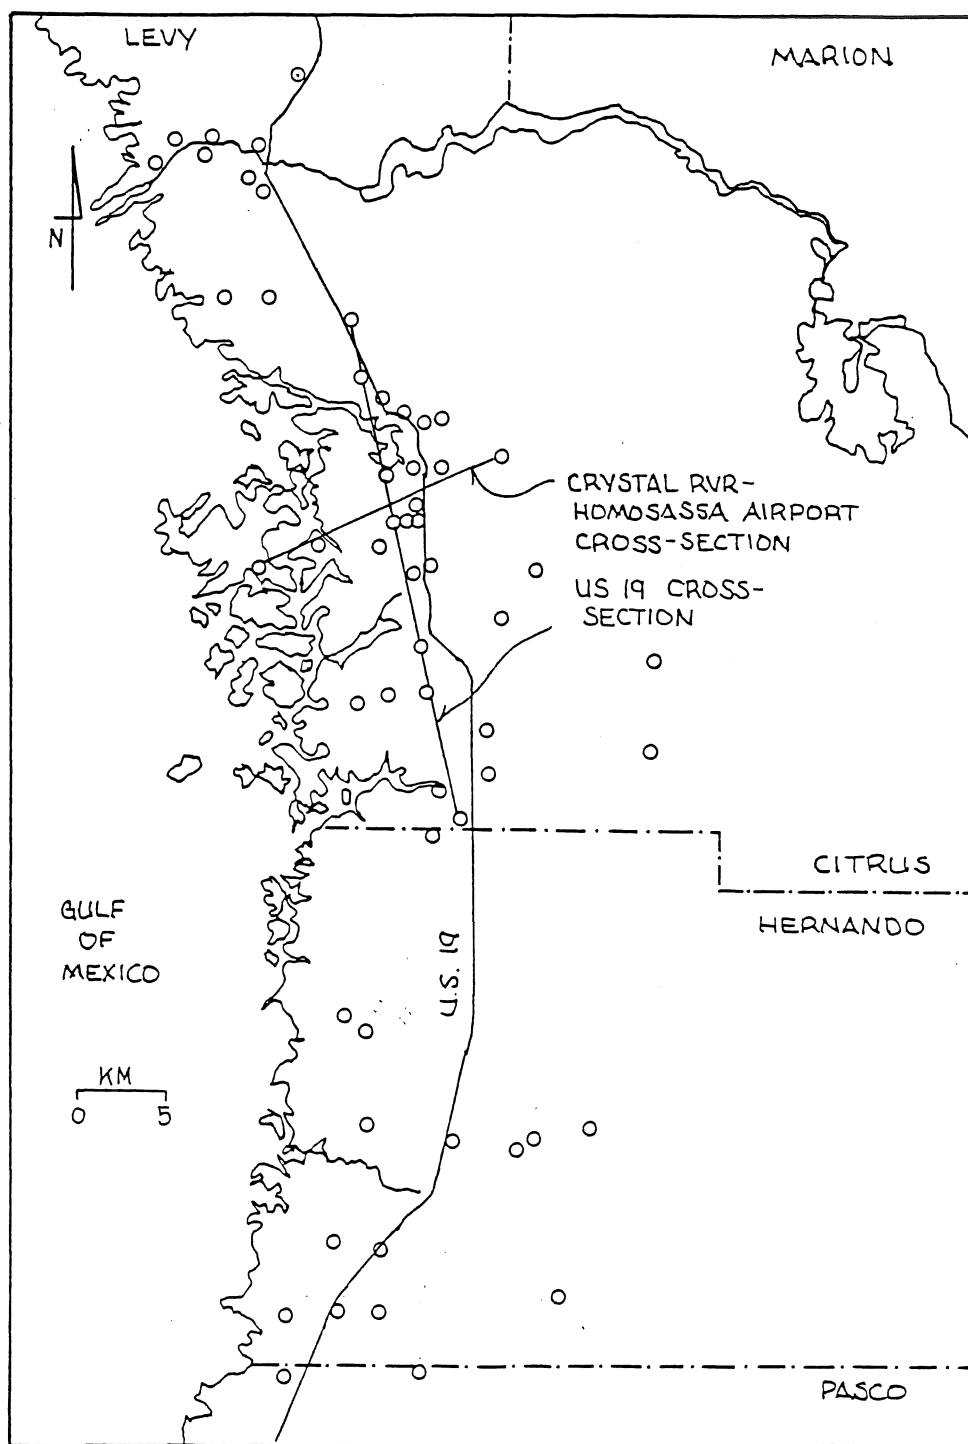 LEVY
MARION
N
CRYSTAL RVR-
HOMOSASSA AIRPORT
CROSS-SECTION
US 19 CROSS-
SECTION
CITRUS
HERNANDO
GULF
OF
MEXICO
U.S. 19
KM
0 5
PASCO